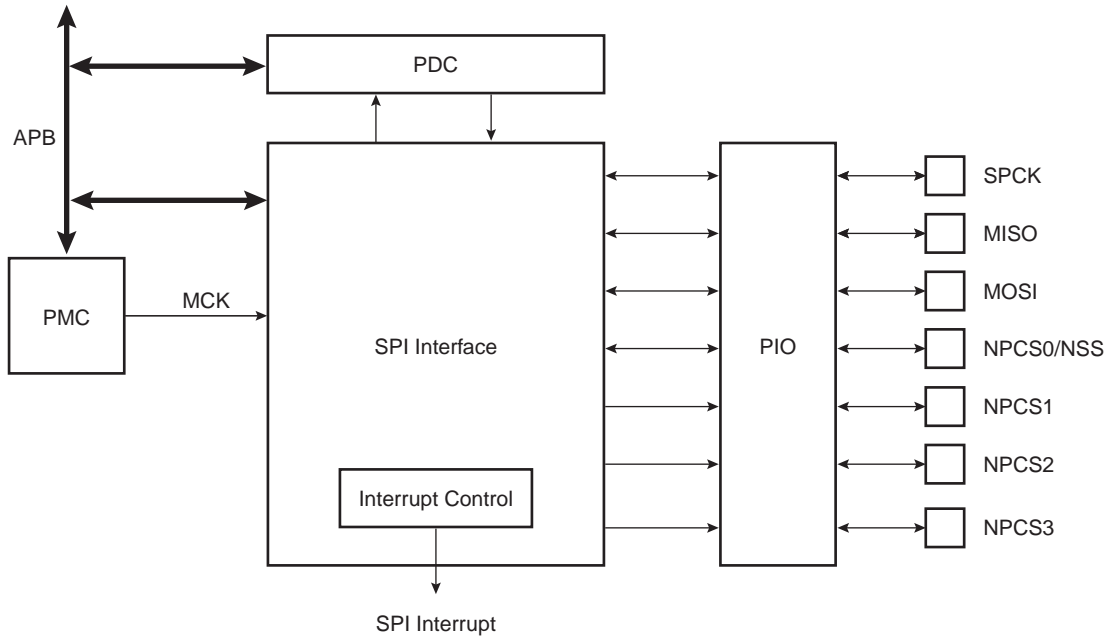 PDC
APB
SPCK
MISO
MCK
MOSI
PMC
SPI Interface
PIO
NPCS0/NSS
NPCS1
NPCS2
Interrupt Control
NPCS3
SPI Interrupt